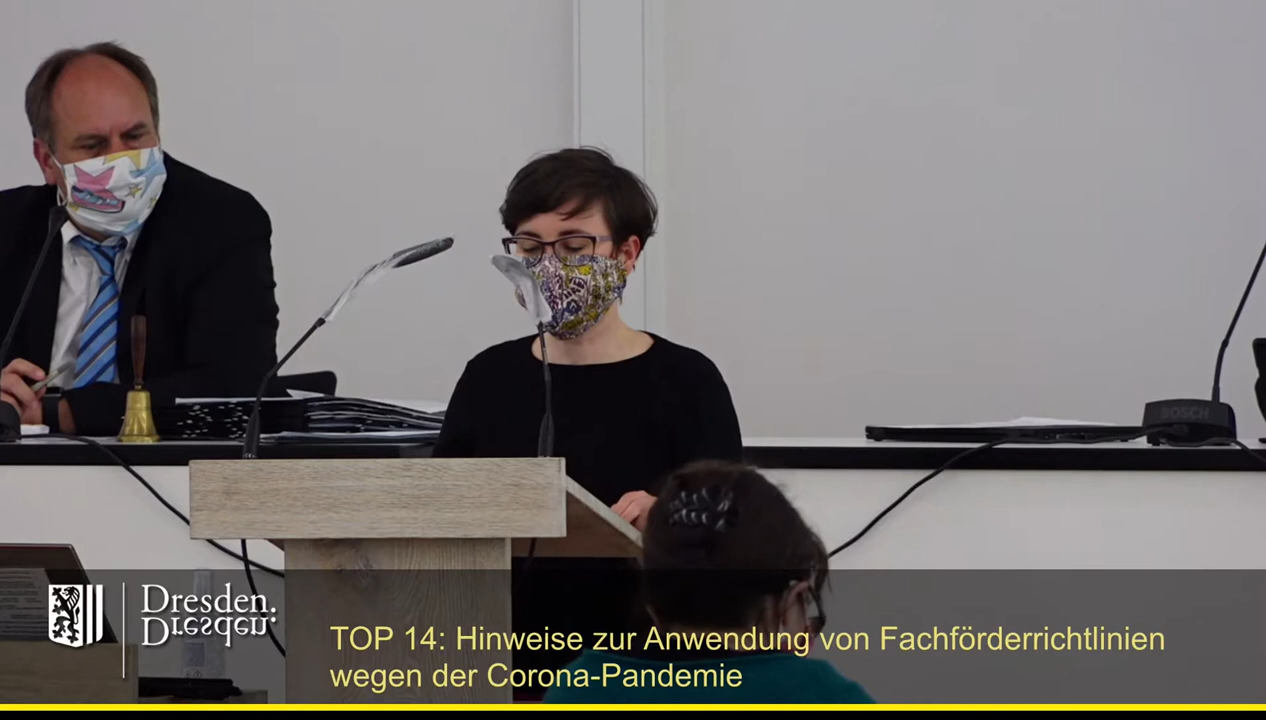 BOSCH
Dresden.
Dresden.
TOP 14: Hinweise zur Anwendung von Fachförderrichtlinien
wegen der Corona-Pandemie